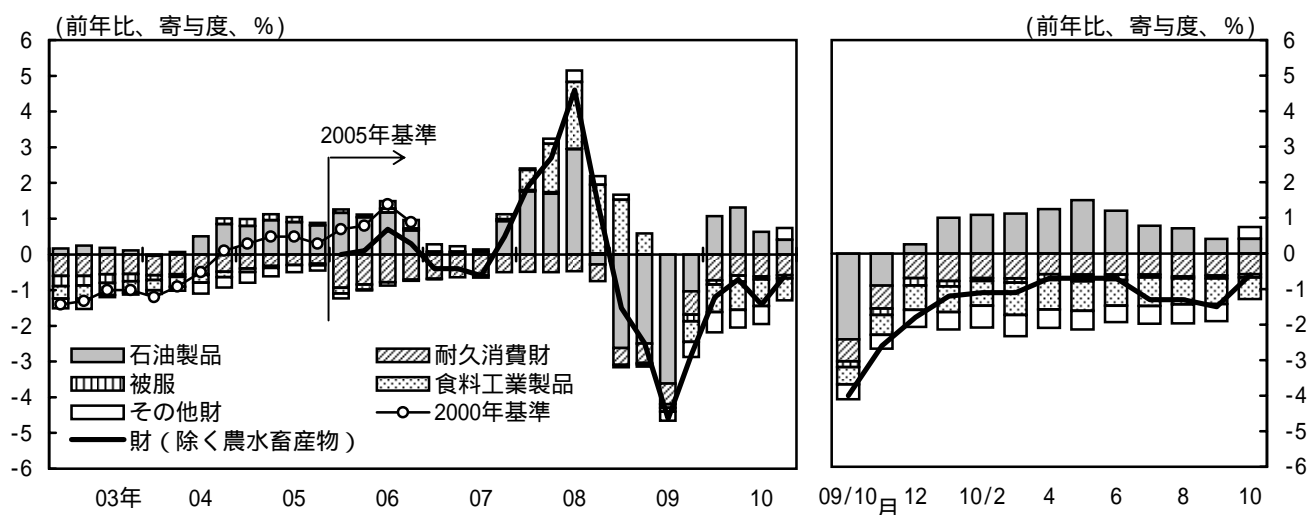 (前年比、寄与度、%)
6
5
4
3
2
1
0
-1
-2
-3
-4
-5
-6
2005年基準
石油製品
耐久消費財
被服
食料工業製品
その他財
2000年基準
財(除く農水畜産物)
03年 04 05 06 07 08 09 10
(前年比、寄与度、%)
6
5
4
3
2
1
0
-1
-2
-3
-4
-5
-6
09/10月 12 10/2 4 6 8 10